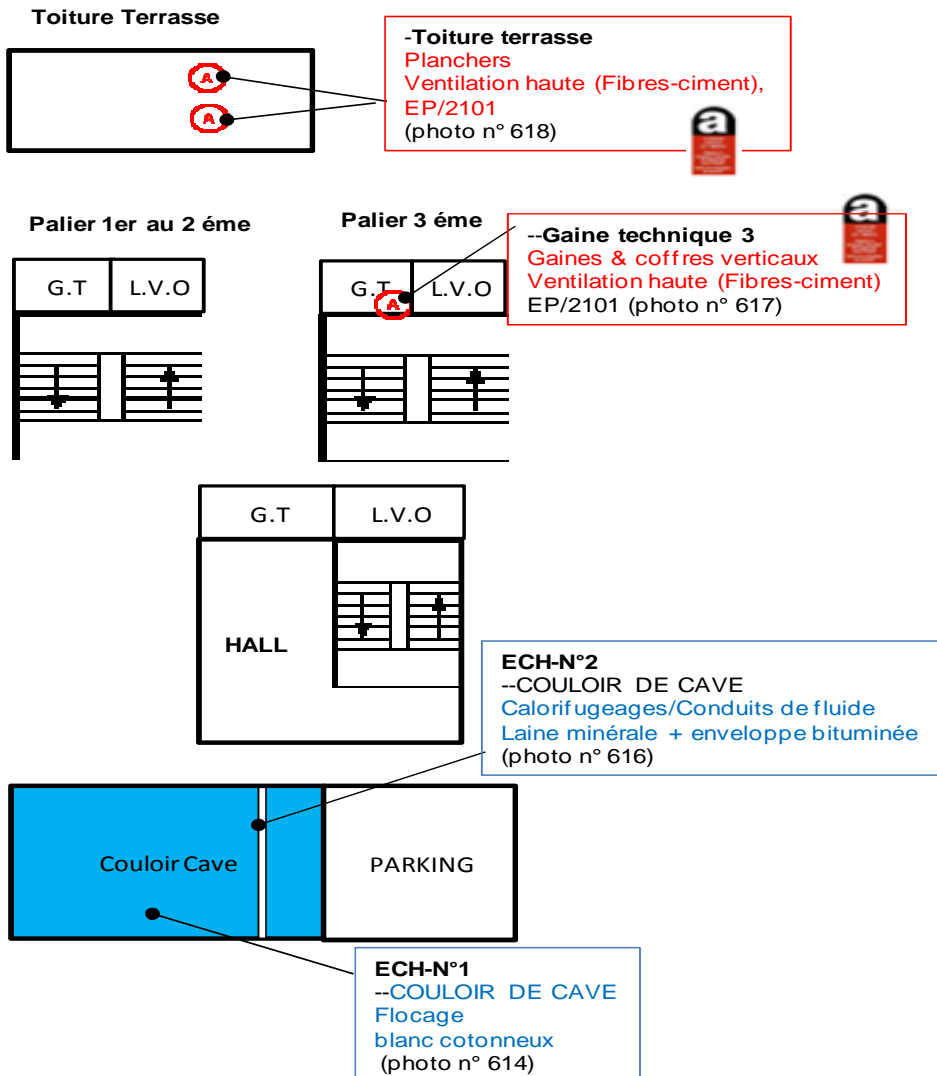 Toiture Terrasse
-Toiture terrasse
Planchers
Ventilation haute (Fibres-ciment),
EP/2101
(photo n° 618)
A
A
a
Palier 1er au 2 éme
Palier 3 éme
--Gaine technique 3
Gaines & coffres verticaux
Ventilation haute (Fibres-ciment)
EP/2101 (photo n° 617)
a
G.T
L.V.O
G.T
L.V.O
A
G.T
L.V.O
HALL
ECH-N°2
--COULOIR DE CAVE
Calorifugeages/Conduits de fluide
Laine minérale + enveloppe bituminée
(photo n° 616)
Couloir Cave
PARKING
ECH-N°1
--COULOIR DE CAVE
Flocage
blanc cotonneux
(photo n° 614)